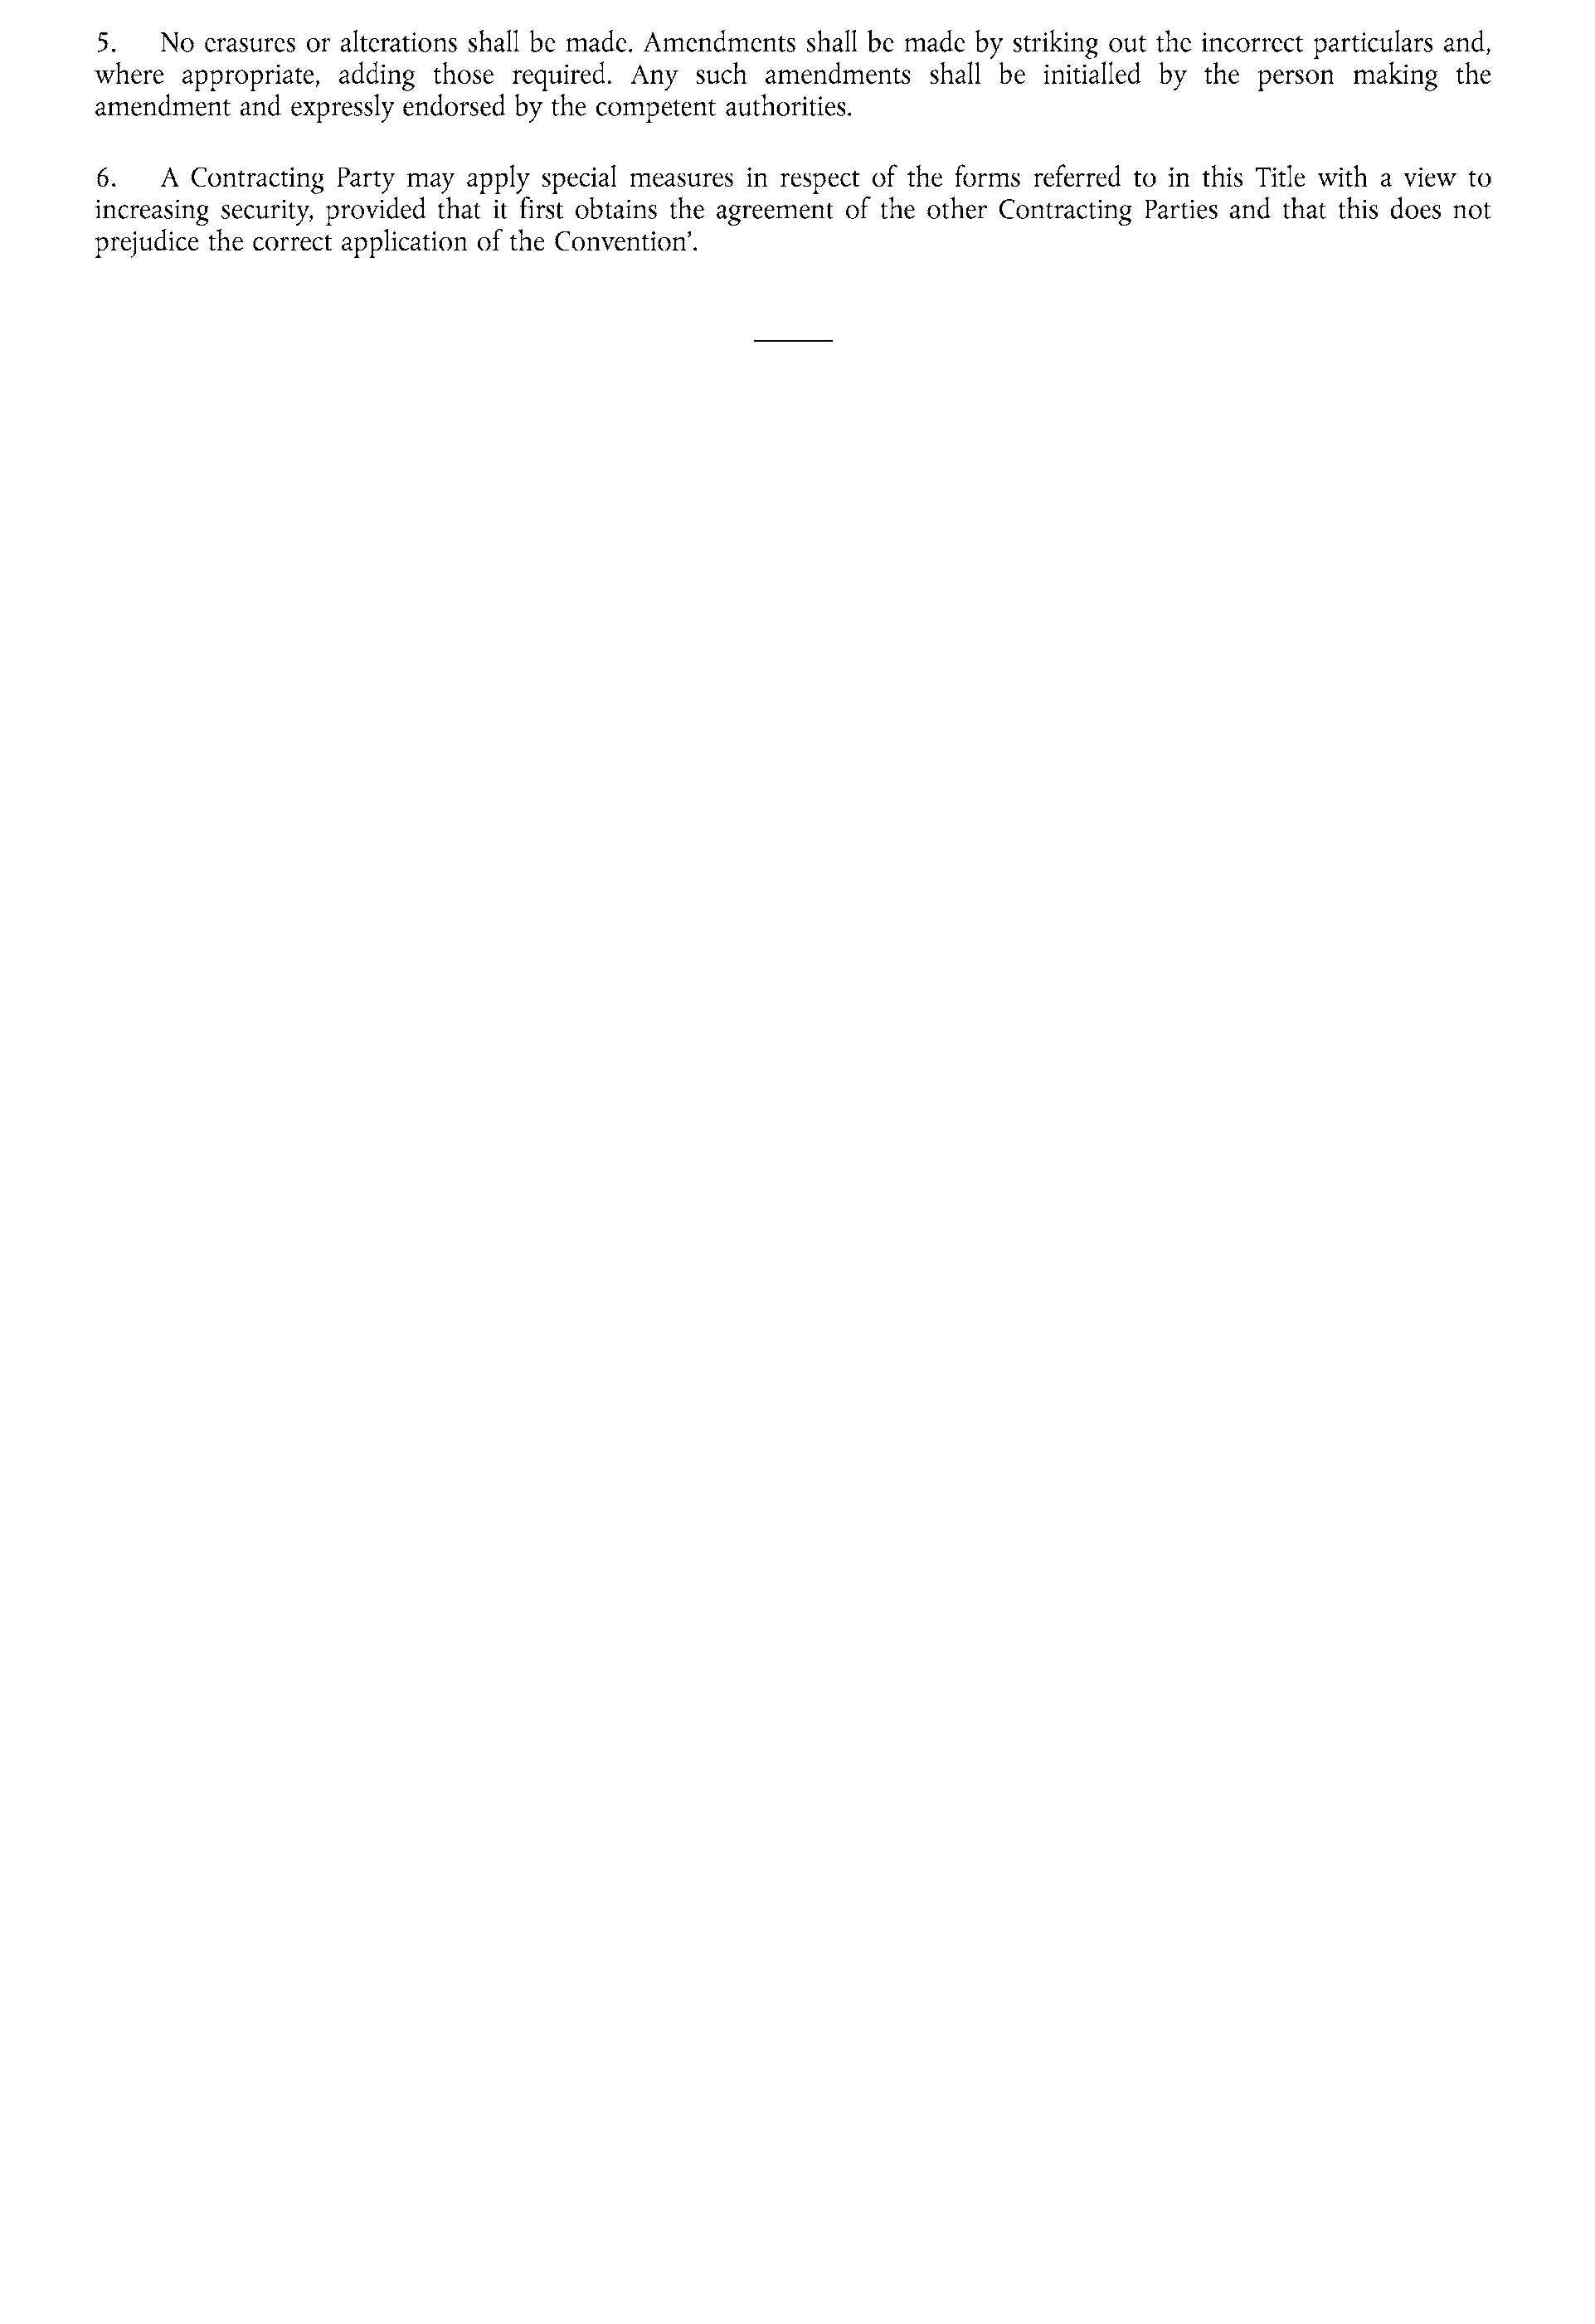 5. No erasures or alterations shall be made. Amendments shall be made by striking out the incorrect particulars and,
where appropriate, adding those required. Any such amendments shall be initialled by the person making the
amendment and expressly endorsed by the competent authorities.
6. A Contracting Party may apply special measures in respect of the forms referred to in this Title with a view to
increasing security, provided that it first obtains the agreement of the other Contracting Parties and that this does not
prejudice the correct application of the Convention’.